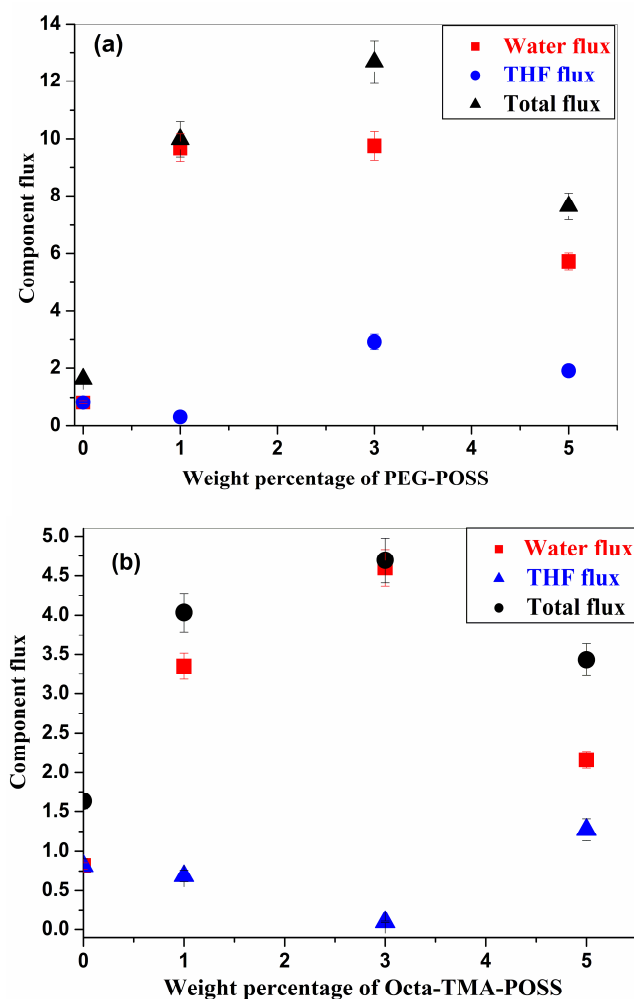 (a)
Water flux
THF flux
Total flux
Component flux
14
12
10
8
6
4
2
0
0 1 2 3 4 5
Weight percentage of PEG-POSS
(b)
Water flux
THF flux
Total flux
Component flux
5.0
4.5
4.0
3.5
3.0
2.5
2.0
1.5
1.0
0.5
0.0
0 1 2 3 4 5
Weight percentage of Octa-TMA-POSS